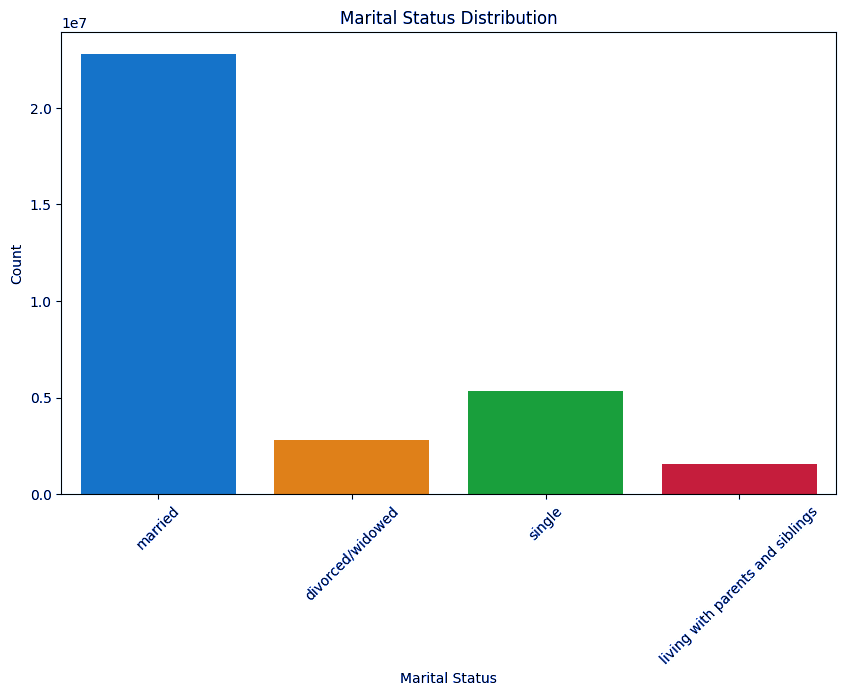 Marital Status Distribution
1e7
2.0
1.5
1.0
0.5
0.0
Count
married
divorced/widowed
single
living with parents and siblings
Marital Status